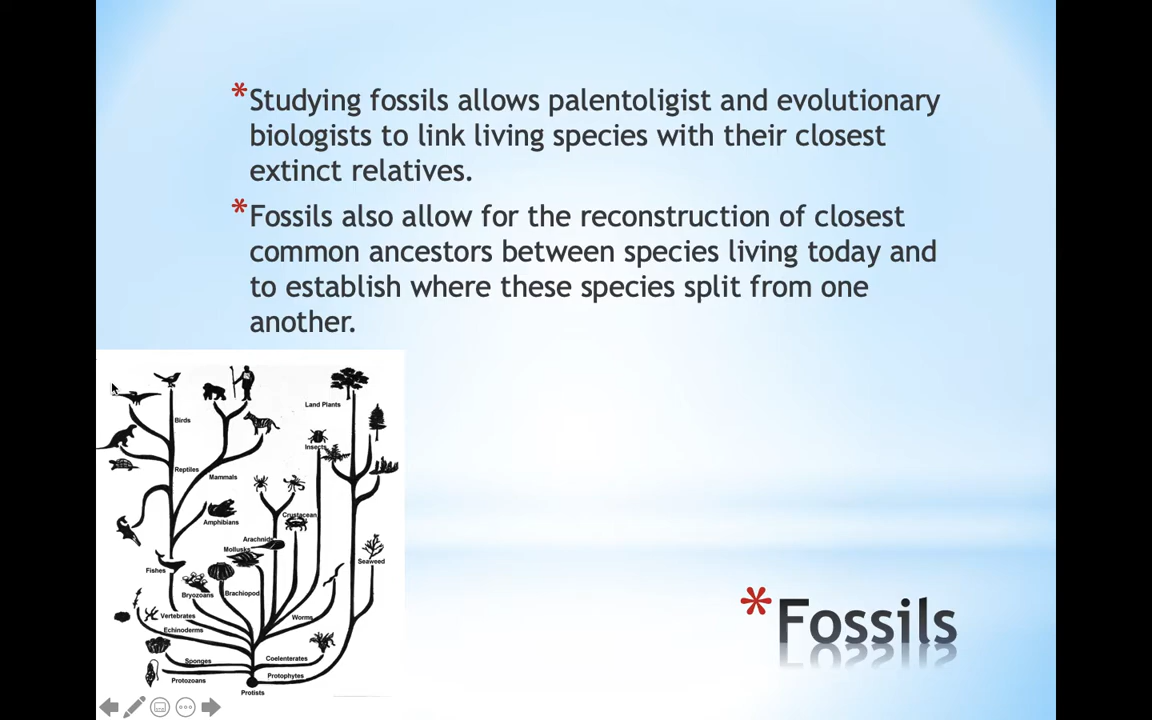 *Studying fossils allows palentoligist and evolutionary
biologists to link living species with their closest
extinct relatives.
*Fossils also allow for the reconstruction of closest
common ancestors between species living today and
to establish where these species split from one
another.
Land Plants
Birds
Insects
Reptiles
Mammals
Crustacean
Amphibians
Arachnids
Mollusks
Seaweed
Fishes
Bryozoans
Brachiopod
Vertebrates
Worms
Echinoderms
Sponges
Coelenterates
Protozoans
Protophytes
Protists
*Fossils